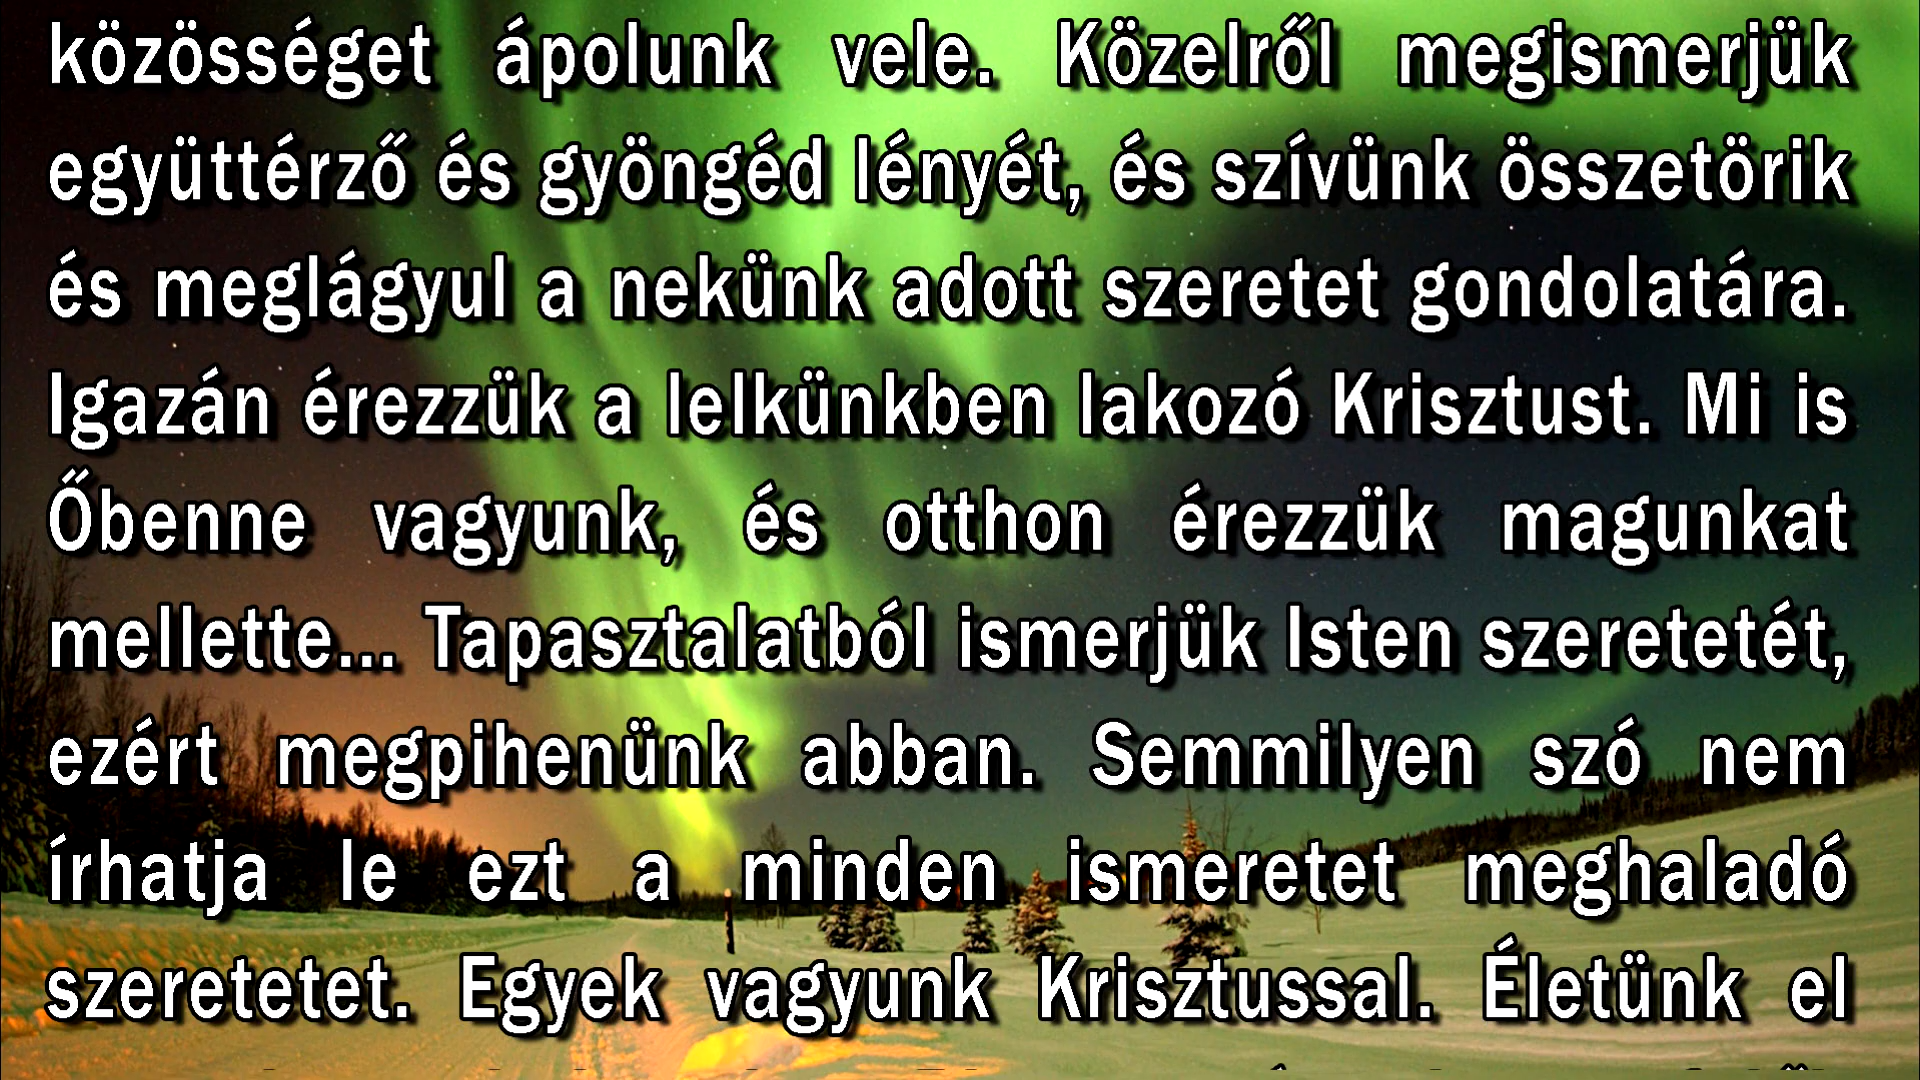 közösséget ápolunk vele. Közelről megismerjük
együttérző és gyöngéd lényét, és szívünk összetörik
és meglágyul a nekünk adott szeretet gondolatára.
Igazán érezzük a lelkünkben lakozó Krisztust. Mi is
Őbenne vagyunk, és otthon érezzük magunkat
mellette... Tapasztalatból ismerjük Isten szeretetét,
ezért megpihenünk abban. Semmilyen szó nem
írhatja le ezt a minden ismeretet meghaladó
szeretetet. Egyek vagyunk Krisztussal. Életünk el